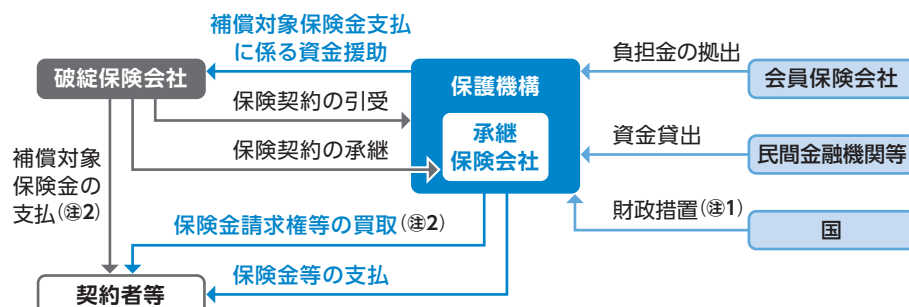 補償対象保険金支払
に係る資金援助
破綻保険会社
保険契約の引受
保険契約の承継
補償対象
保険金の
支払(注2)
保護機構
承継
保険会社
負担金の拠出
会員保険会社
資金貸出
民間金融機関等
財政措置(注1)
国
保険金請求権等の買取(注2)
保険金等の支払
契約者等